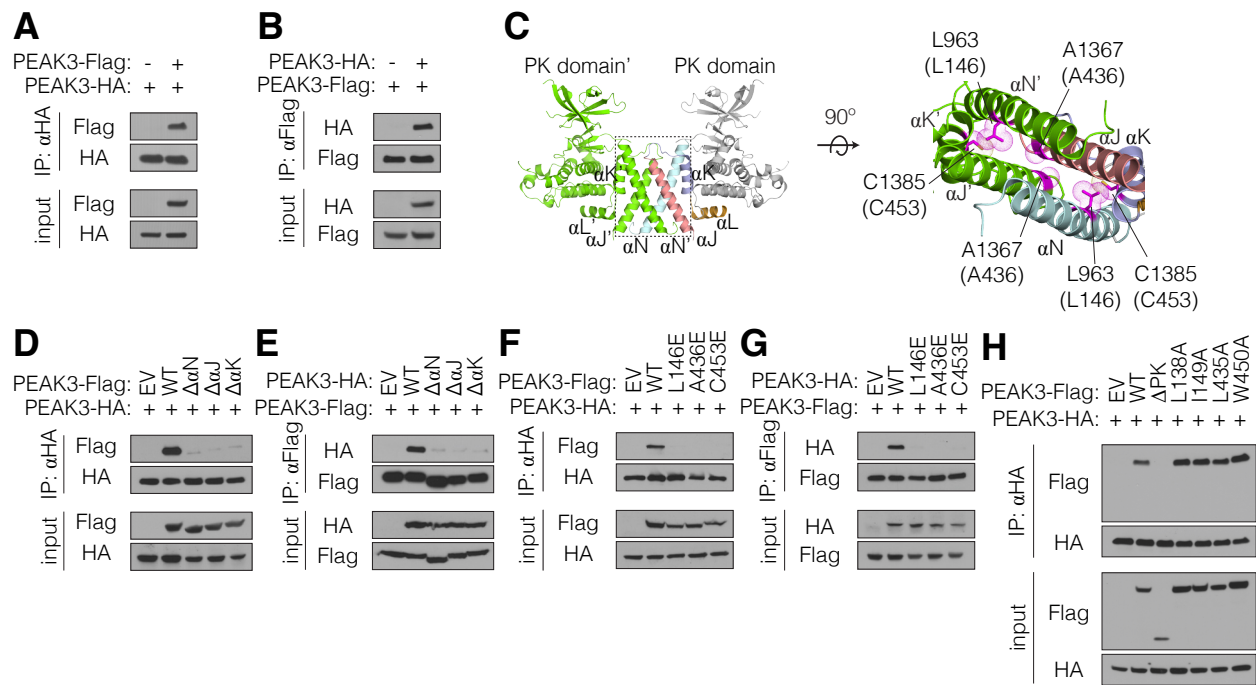 A
PEAK3-Flag: - +
PEAK3-HA: + +
IP: αHA
Flag
HA
input
Flag
HA
B
PEAK3-HA: - +
PEAK3-Flag: + +
IP: αFlag
HA
Flag
input
HA
Flag
C
PK domain’ PK domain
αK’ αK
αL’ αL
αJ’ αN αN’ αJ
90º
L963
(L146)
A1367
(A436)
αN’
αK’
αJ αK
C1385
(C453)
αJ’
A1367
(A436)
αN
L963
(L146)
C1385
(C453)
D
PEAK3-Flag: EV WT ΔαN ΔαJ ΔαK
PEAK3-HA: + + + + +
IP: αHA
Flag
HA
input
Flag
HA
E
PEAK3-HA: EV WT ΔαN ΔαJ ΔαK
PEAK3-Flag: + + + + +
IP: αFlag
HA
Flag
input
HA
Flag
F
PEAK3-Flag: EV WT L146E A436E C453E
PEAK3-HA: + + + + +
IP: αHA
Flag
HA
input
Flag
HA
G
PEAK3-HA: EV WT L146E A436E C453E
PEAK3-Flag: + + + + +
IP: αFlag
HA
Flag
input
HA
Flag
H
PEAK3-Flag: EV WT ΔPK L138A I149A L435A W450A
PEAK3-HA: + + + + + + +
IP: αHA
Flag
HA
input
Flag
HA